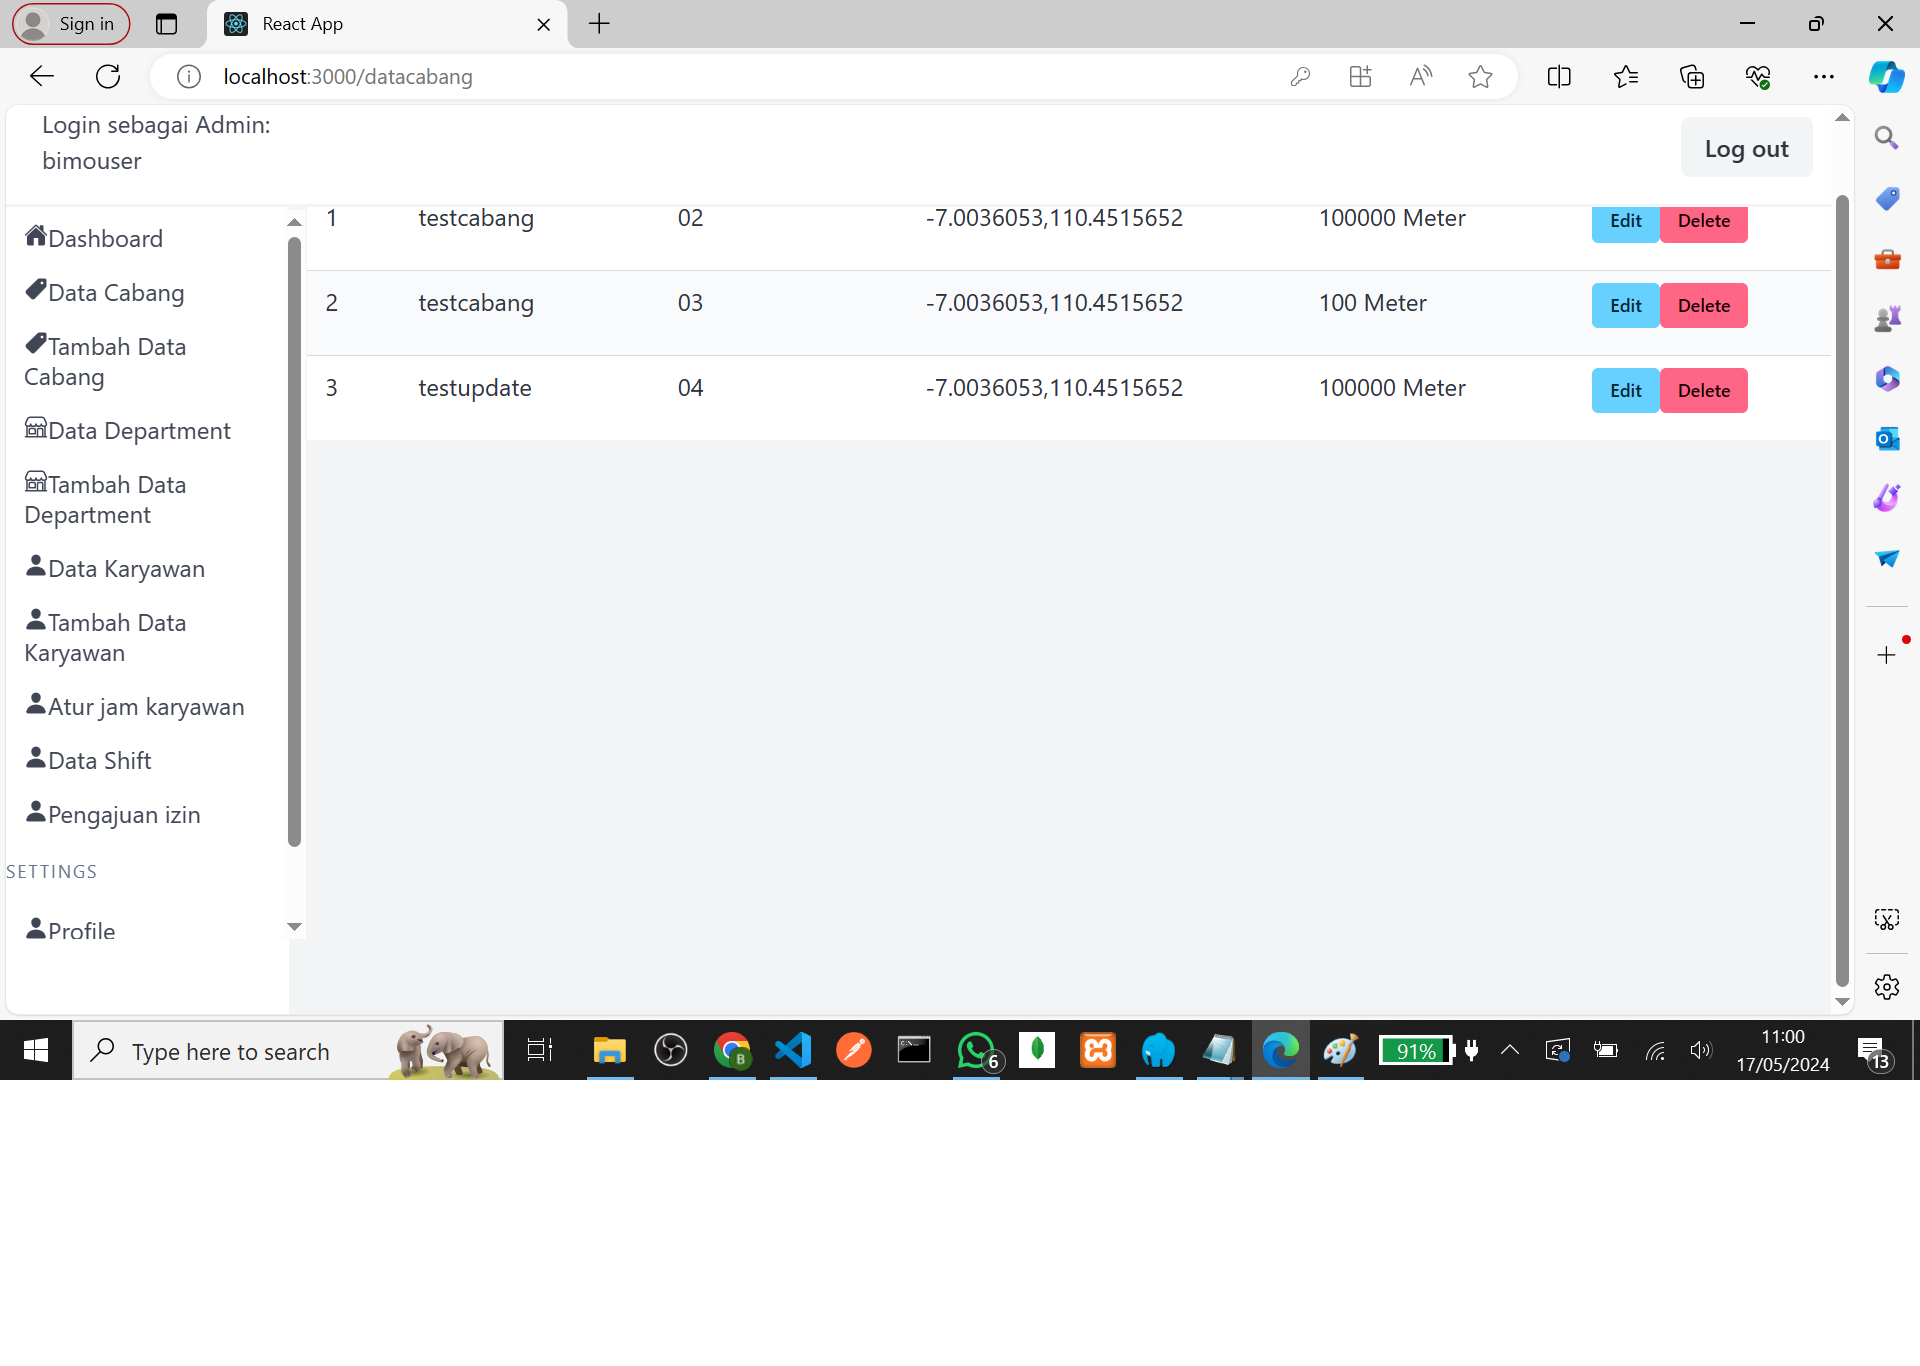 Sign in
React App
localhost:3000/datacabang
Login sebagai Admin:
bimouser
Log out
Dashboard
Data Cabang
Tambah Data
Cabang
Data Department
Tambah Data
Department
Data Karyawan
Tambah Data
Karyawan
Atur jam karyawan
Data Shift
Pengajuan izin
SETTINGS
Profile
1 testcabang 02 -7.0036053,110.4515652 100000 Meter Edit Delete
2 testcabang 03 -7.0036053,110.4515652 100 Meter Edit Delete
3 testupdate 04 -7.0036053,110.4515652 100000 Meter Edit Delete
Type here to search
B
6
91%
11:00
17/05/2024
13